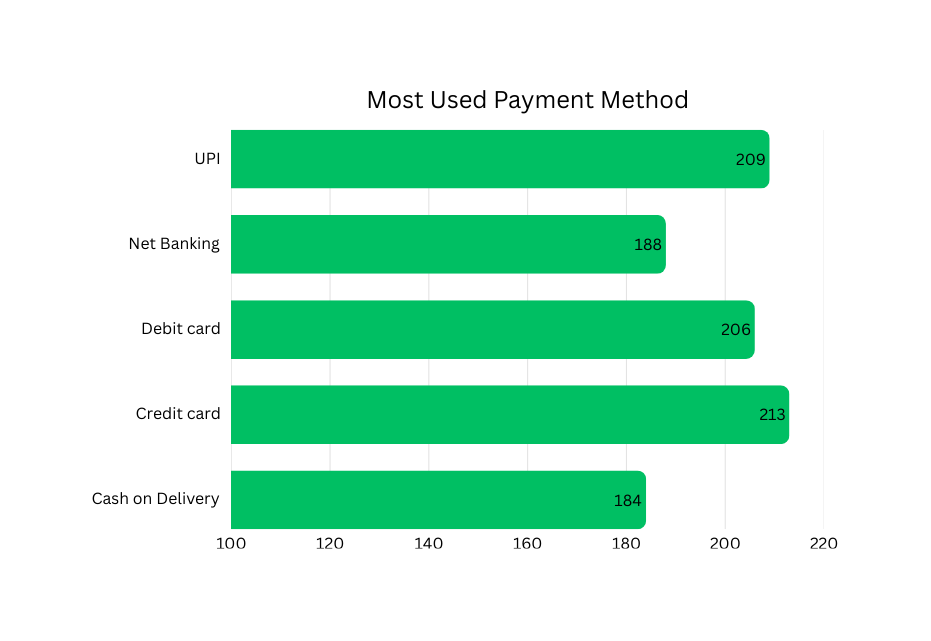 Most Used Payment Method
UPI
209
Net Banking
188
Debit card
206
Credit card
213
Cash on Delivery
184
100 120 140 160 180 200 220